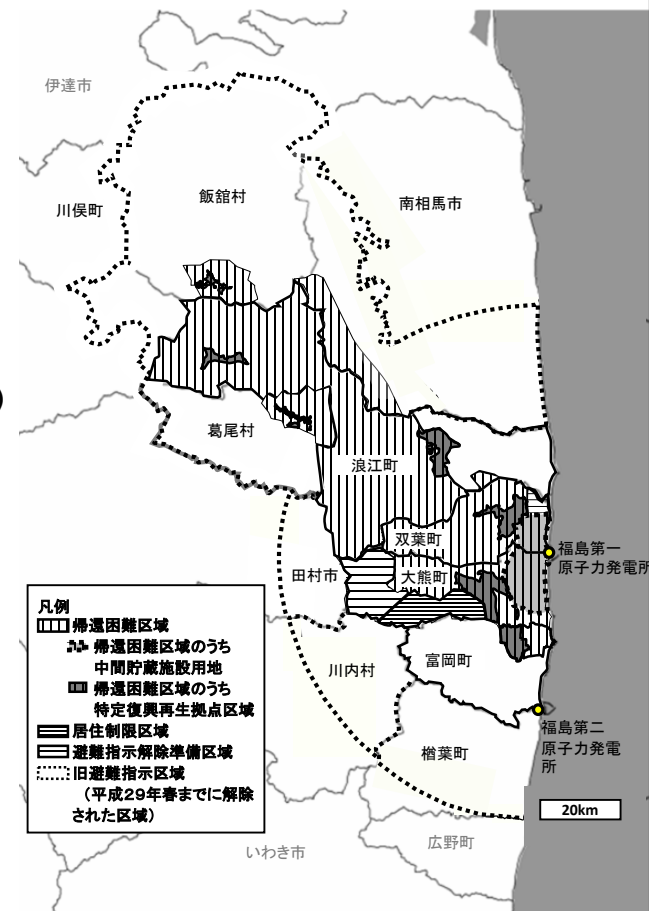 伊達市
飯舘村
川俣町
南相馬市
葛尾村
浪江町
双葉町
福島第一
原子力発電所
田村市
大熊町
凡例
帰還困難区域
帰還困難区域のうち
中間貯蔵施設用地
帰還困難区域のうち
特定復興再生拠点区域
居住制限区域
避難指示解除準備区域
旧避難指示区域
（平成29年春までに解除
された区域）
川内村
富岡町
福島第二
原子力発電
所
楢葉町
20km
広野町
いわき市